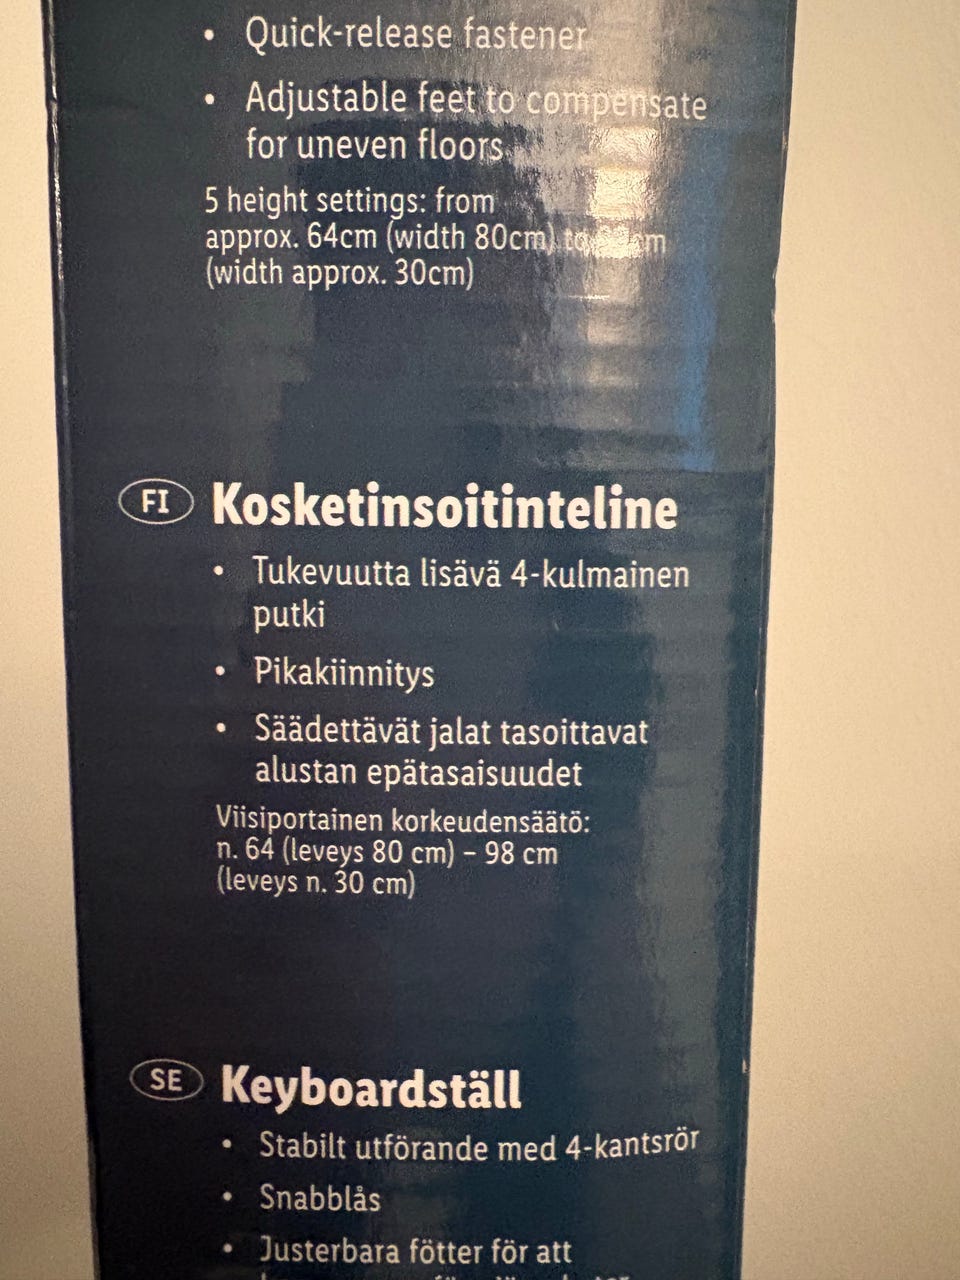 • Quick-release fastener
• Adjustable feet to compensate
for uneven floors
5 height settings: from
approx. 64cm (width 80cm) to cm
(width approx. 30cm)
FI Kosketinsoitinteline
• Tukevuutta lisävä 4-kulmainen
putki
• Pikakiinnitys
• Säädettävät jalat tasoittavat
alustan epätasaisuudet
Viisiportainen korkeudensäätö:
n. 64 (leveys 80 cm) – 98 cm
(leveys n. 30 cm)
SE Keyboardställ
• Stabilt utförande med 4-kantsrör
• Snabblås
• Justerbara fötter för att